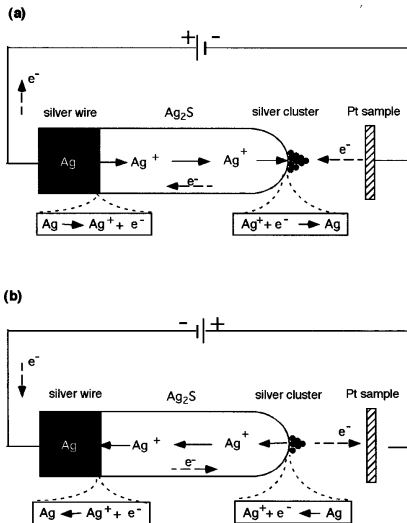 (a)
+ -
e⁻
silver wire Ag₂S silver cluster Pt sample
Ag Ag⁺ Ag⁺ e⁻
e⁻
Ag → Ag⁺ + e⁻ Ag⁺ + e⁻ → Ag
(b)
- +
e⁻
silver wire Ag₂S silver cluster Pt sample
Ag Ag⁺ Ag⁺ e⁻
e⁻
Ag ← Ag⁺ + e⁻ Ag⁺ + e⁻ ← Ag